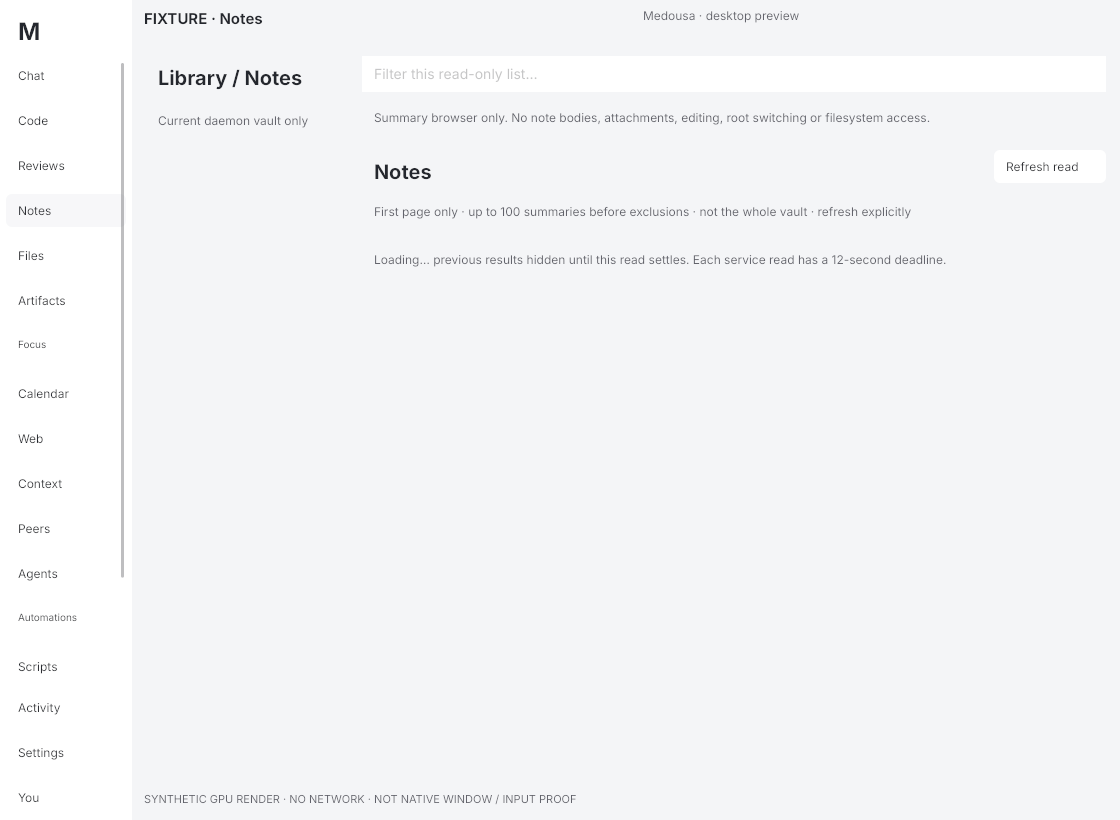 M
Chat
Code
Reviews
Notes
Files
Artifacts
Focus
Calendar
Web
Context
Peers
Agents
Automations
Scripts
Activity
Settings
You
FIXTURE · Notes
Medousa · desktop preview
Library / Notes
Current daemon vault only
Filter this read-only list...
Summary browser only. No note bodies, attachments, editing, root switching or filesystem access.
Notes
Refresh read
First page only · up to 100 summaries before exclusions · not the whole vault · refresh explicitly
Loading... previous results hidden until this read settles. Each service read has a 12-second deadline.
SYNTHETIC GPU RENDER · NO NETWORK · NOT NATIVE WINDOW / INPUT PROOF